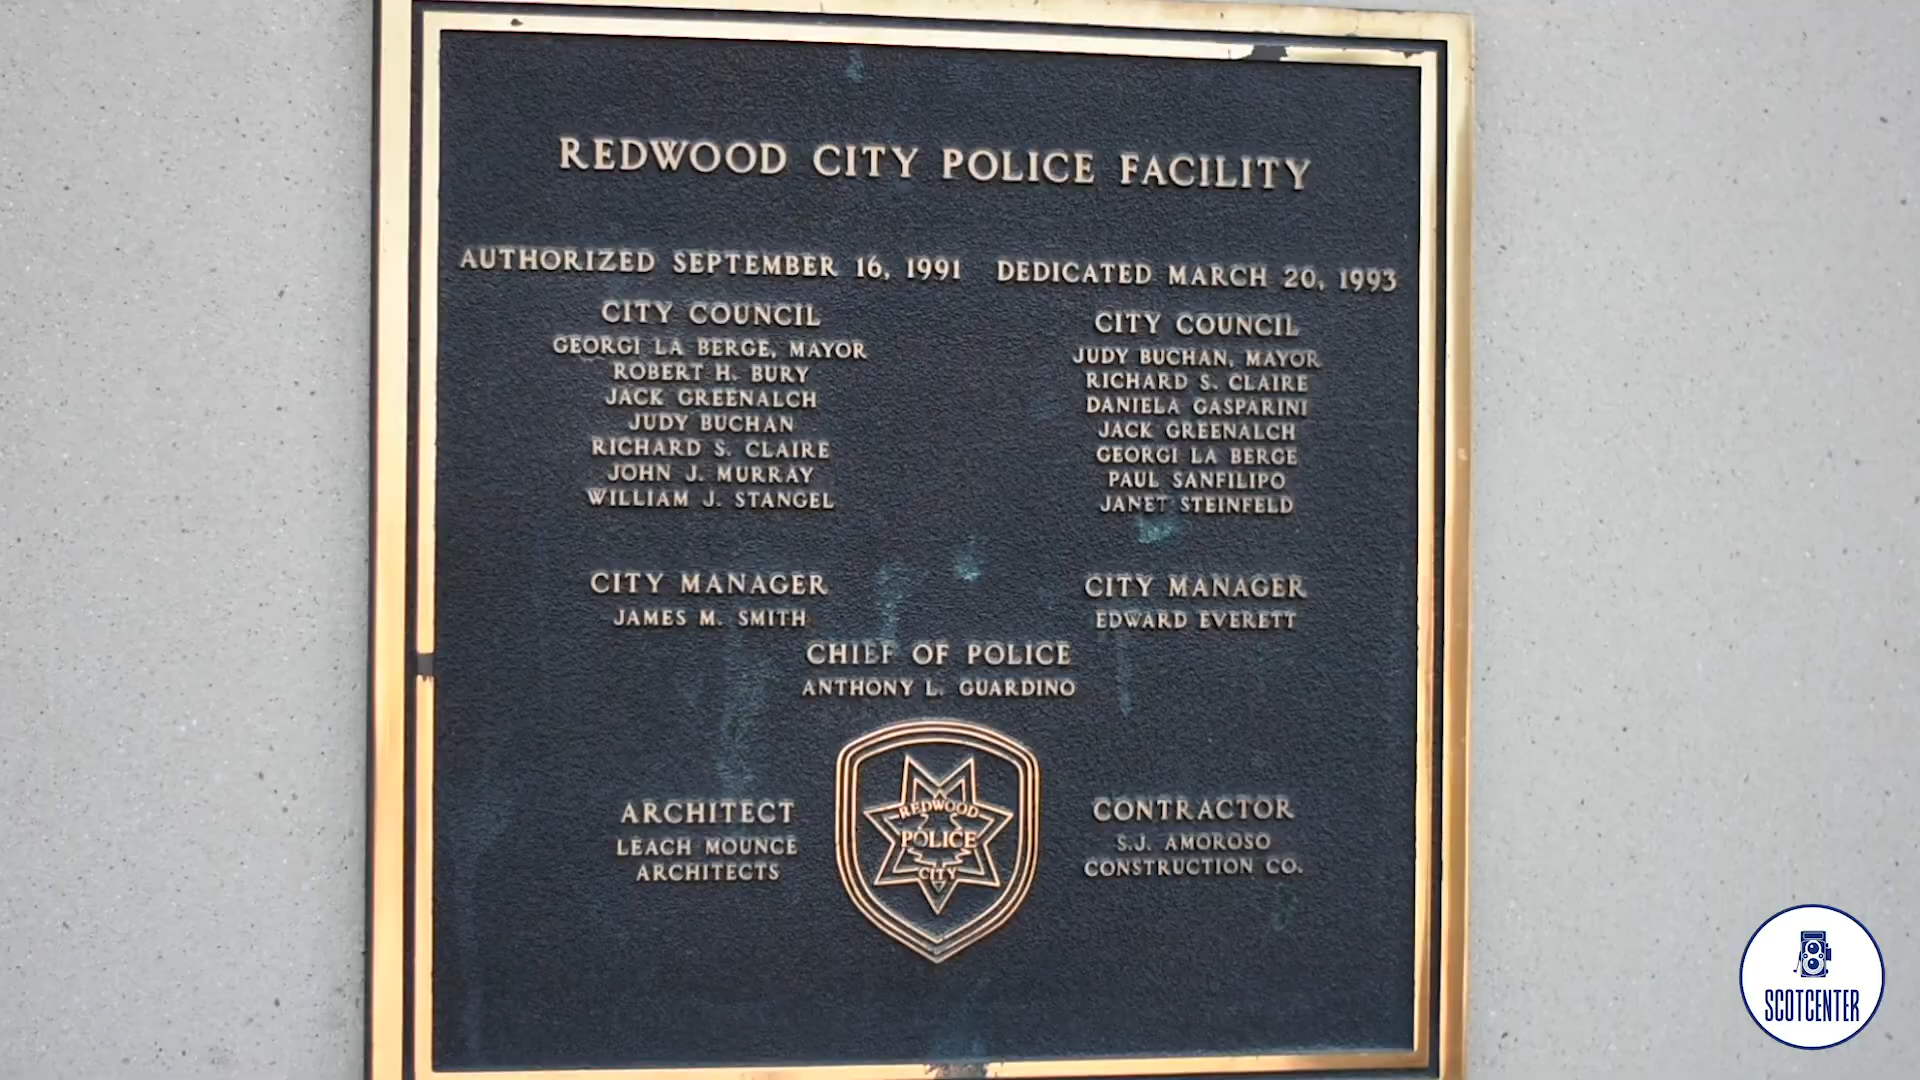 REDWOOD CITY POLICE FACILITY
AUTHORIZED SEPTEMBER 16, 1991
CITY COUNCIL
GEORGI LA BERGE, MAYOR
ROBERT H. BURY
JACK GREENALCH
JUDY BUCHAN
RICHARD S. CLAIRE
JOHN J. MURRAY
WILLIAM J. STANGEL
CITY MANAGER
JAMES M. SMITH
DEDICATED MARCH 20, 1993
CITY COUNCIL
JUDY BUCHAN, MAYOR
RICHARD S. CLAIRE
DANIELA GASPARINI
JACK GREENALCH
GEORGI LA BERGE
PAUL SANFILIPO
JANET STEINFELD
CITY MANAGER
EDWARD EVERETT
CHIEF OF POLICE
ANTHONY L. GUARDINO
ARCHITECT
LEACH MOUNCE
ARCHITECTS
REDWOOD
POLICE
CITY
CONTRACTOR
S.J. AMOROSO
CONSTRUCTION CO.
SCOTCENTER